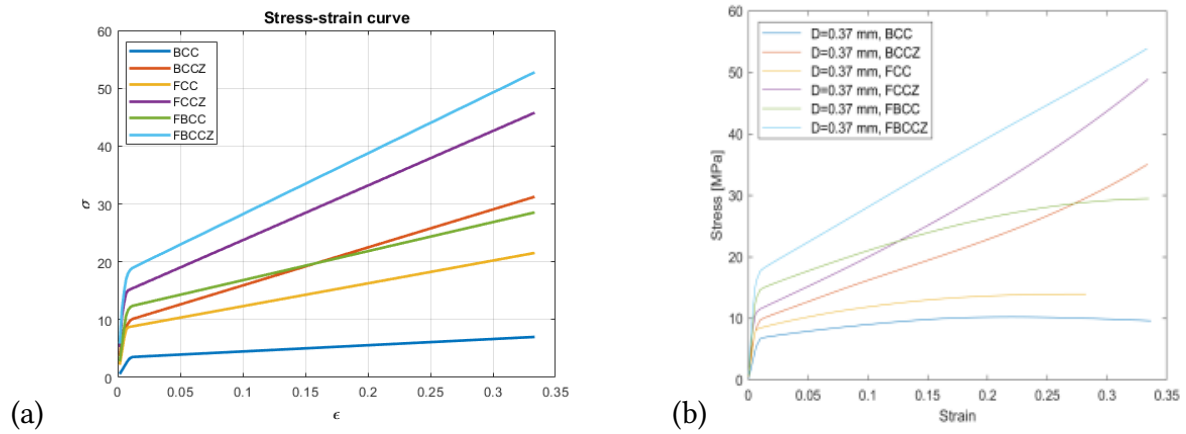 Stress-strain curve
60
50
40
30
20
10
0
σ
BCC
BCCZ
FCC
FCCZ
FBCC
FBCCZ
0 0.05 0.1 0.15 0.2 0.25 0.3 0.35
ϵ
(a)
60
50
40
30
20
10
0
Stress [MPa]
D=0.37 mm, BCC
D=0.37 mm, BCCZ
D=0.37 mm, FCC
D=0.37 mm, FCCZ
D=0.37 mm, FBCC
D=0.37 mm, FBCCZ
0 0.05 0.1 0.15 0.2 0.25 0.3 0.35
Strain
(b)